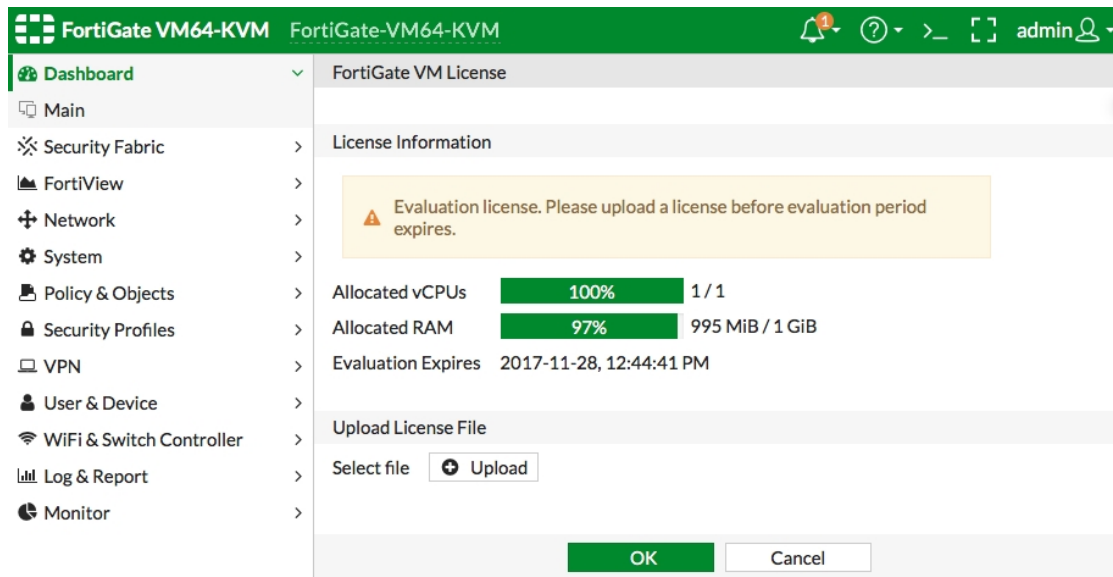 FortiGate VM64-KVM FortiGate-VM64-KVM 1 ? >_ admin
Dashboard
Main
Security Fabric
FortiView
Network
System
Policy & Objects
Security Profiles
VPN
User & Device
WiFi & Switch Controller
Log & Report
Monitor
FortiGate VM License
License Information
Evaluation license. Please upload a license before evaluation period
expires.
Allocated vCPUs 100% 1 / 1
Allocated RAM 97% 995 MiB / 1 GiB
Evaluation Expires 2017-11-28, 12:44:41 PM
Upload License File
Select file Upload
OK Cancel